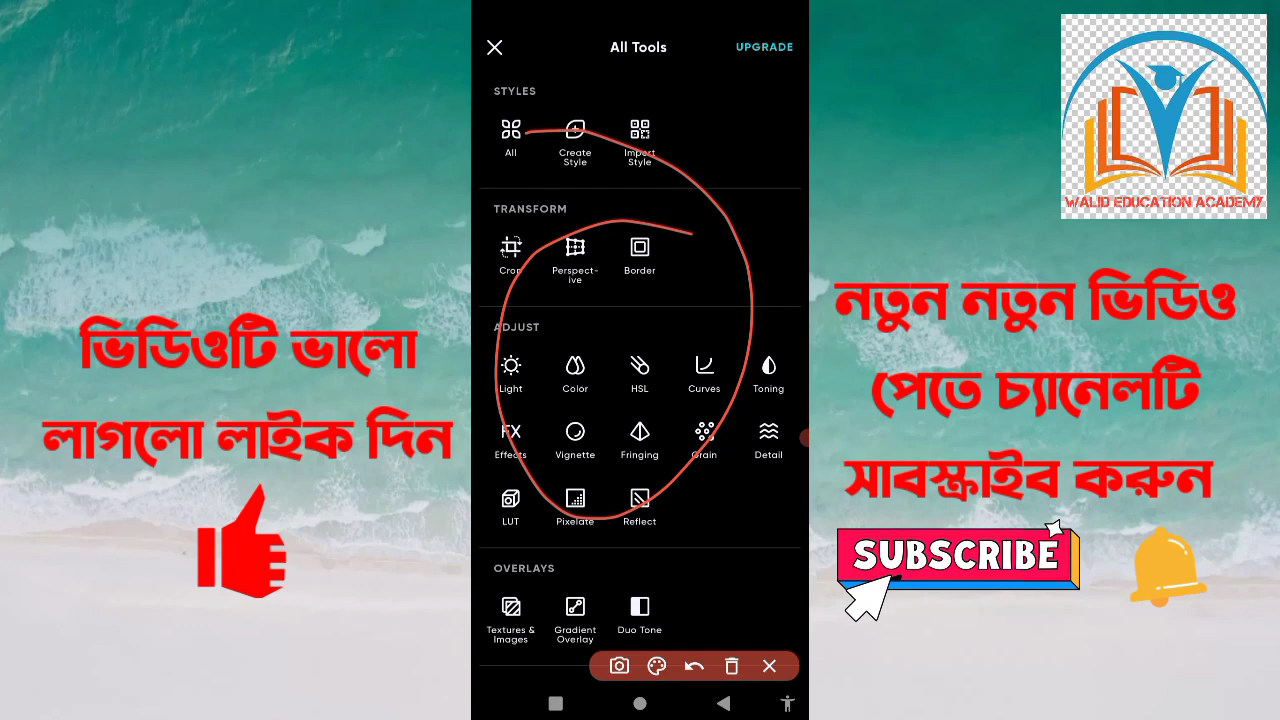 All Tools
UPGRADE
STYLES
All
Create
Style
Import
Style
TRANSFORM
Crop
Perspect-
ive
Border
ADJUST
Light
Color
HSL
Curves
Toning
FX
Effects
Vignette
Fringing
Grain
Detail
LUT
Pixelate
Reflect
OVERLAYS
Textures &
Images
Gradient
Overlay
Duo Tone
ভিডিওটি ভালো
লাগলো লাইক দিন
WALID EDUCATION ACADEMY
নতুন নতুন ভিডিও
পেতে চ্যানেলটি
সাবস্ক্রাইব করুন
SUBSCRIBE